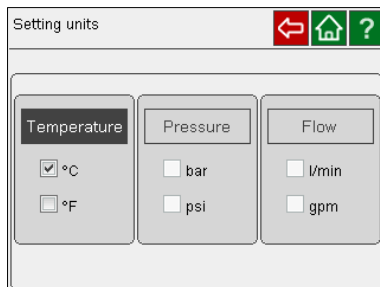 Setting units
?
Temperature
°C
°F
Pressure
bar
psi
Flow
l/min
gpm